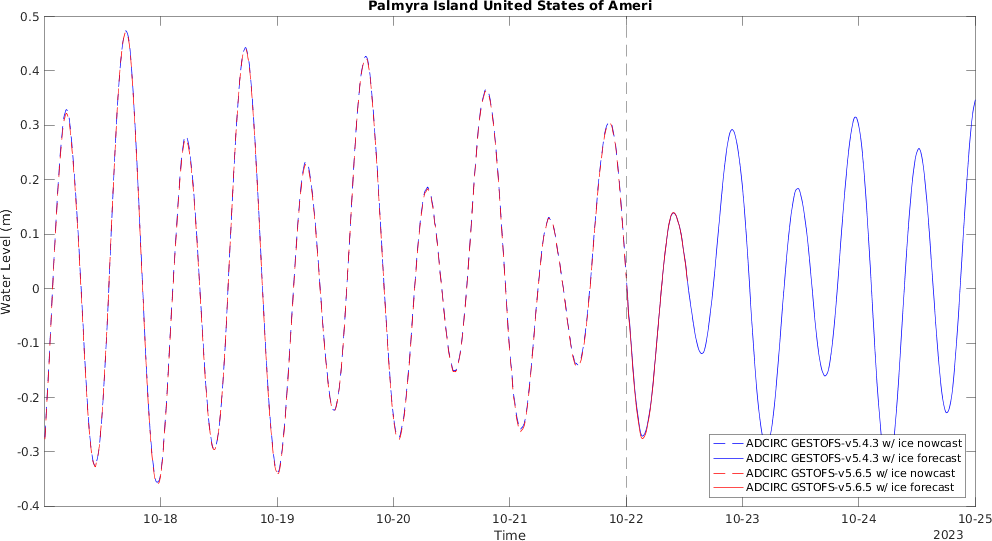 Palmyra Island United States of Ameri
0.5
0.4
0.3
0.2
0.1
0
-0.1
-0.2
-0.3
-0.4
Water Level (m)
ADCIRC GESTOFS-v5.4.3 w/ ice nowcast
ADCIRC GESTOFS-v5.4.3 w/ ice forecast
ADCIRC GSTOFS-v5.6.5 w/ ice nowcast
ADCIRC GSTOFS-v5.6.5 w/ ice forecast
10-18 10-19 10-20 10-21 10-22 10-23 10-24 10-25
Time
2023